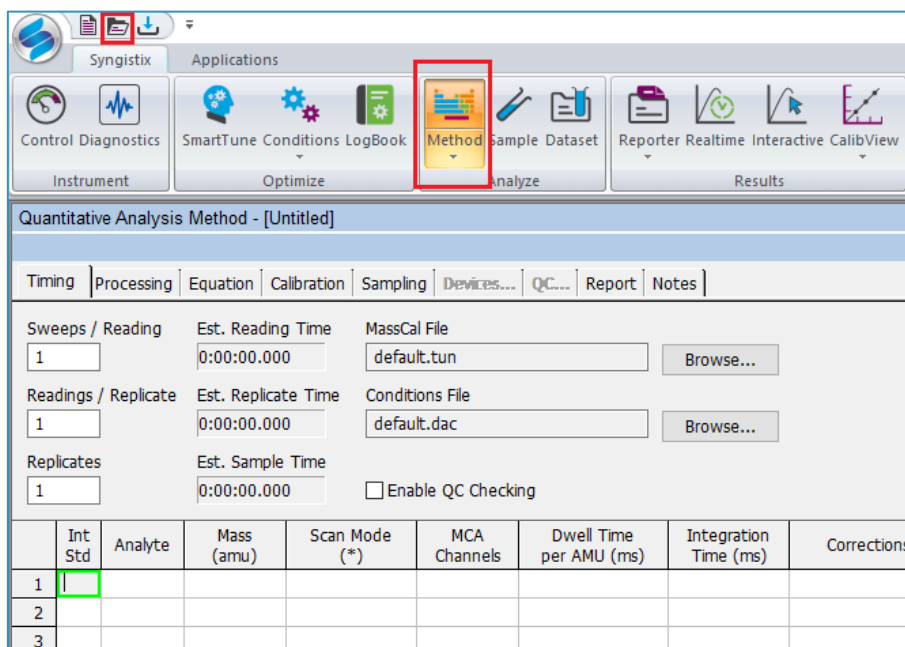 Syngistix Applications
Control Diagnostics SmartTune Conditions LogBook Method Sample Dataset Reporter Realtime Interactive CalibView
Instrument Optimize Analyze Results
Quantitative Analysis Method - [Untitled]
Timing Processing Equation Calibration Sampling Devices... QC... Report Notes
Sweeps / Reading Est. Reading Time MassCal File
1 0:00:00.000 default.tun Browse...
Readings / Replicate Est. Replicate Time Conditions File
1 0:00:00.000 default.dac Browse...
Replicates Est. Sample Time
1 0:00:00.000 Enable QC Checking
Int Std Analyte Mass (amu) Scan Mode (*) MCA Channels Dwell Time per AMU (ms) Integration Time (ms) Corrections
1
2
3